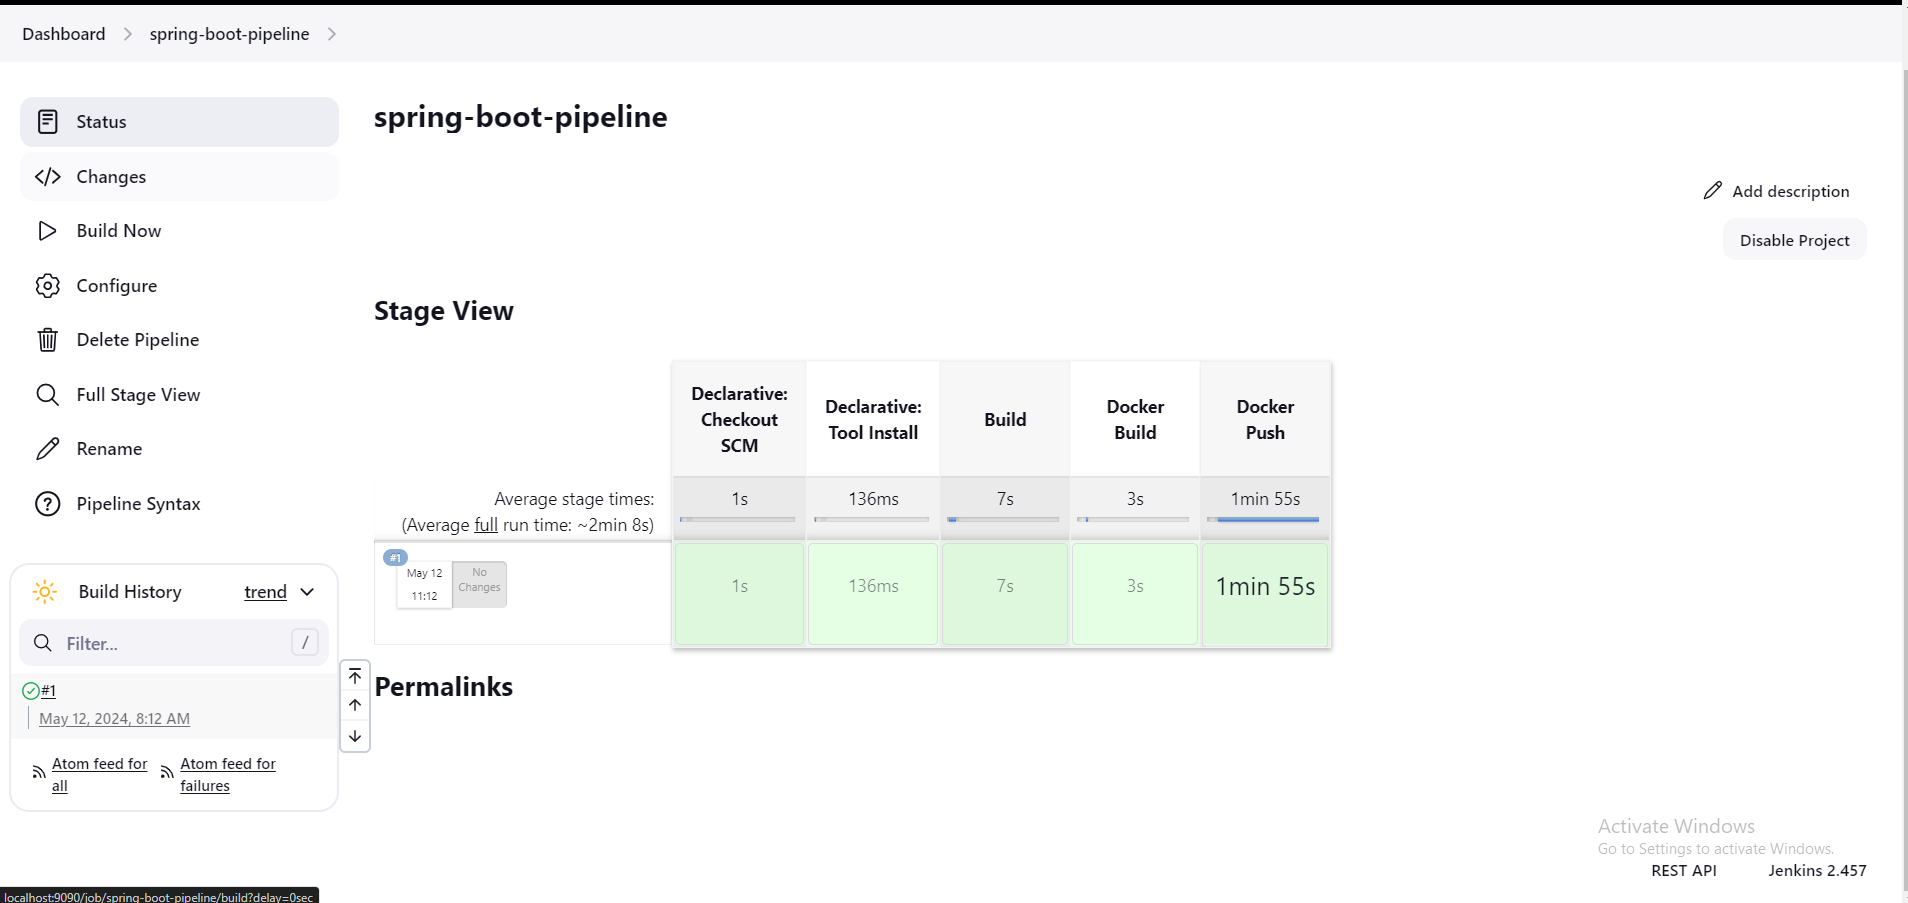 Dashboard
spring-boot-pipeline
Status
Changes
Build Now
Configure
Delete Pipeline
Full Stage View
Rename
Pipeline Syntax
Build History
trend
Filter...
/
#1
May 12, 2024, 8:12 AM
Atom feed for
all
Atom feed for
failures
spring-boot-pipeline
Add description
Disable Project
Stage View
Declarative:
Checkout
SCM
Declarative:
Tool Install
Build
Docker
Build
Docker
Push
Average stage times:
(Average full run time: ~2min 8s)
1s
136ms
7s
3s
1min 55s
#1
May 12
11:12
No
Changes
1s
136ms
7s
3s
1min 55s
Permalinks
Activate Windows
Go to Settings to activate Windows.
REST API
Jenkins 2.457
localhost:9090/job/spring-boot-pipeline/build?delay=0sec